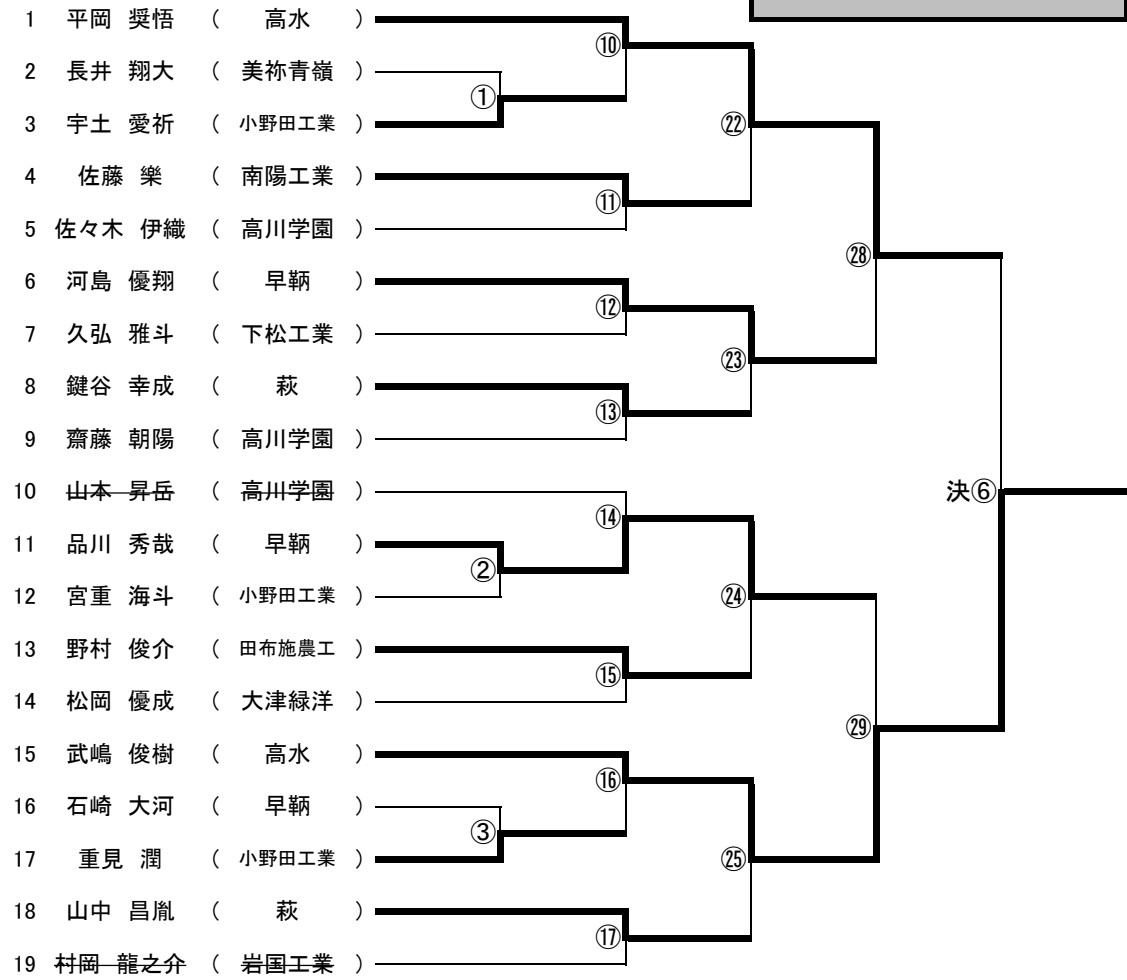 1 平岡 奨悟 ( 高水 )
⑩
2 長井 翔大 ( 美祢青嶺 )
①
3 宇土 愛祈 ( 小野田工業 )
㉒
4 佐藤 樂 ( 南陽工業 )
⑪
5 佐々木 伊織 ( 高川学園 )
㉘
6 河島 優翔 ( 早鞆 )
⑫
7 久弘 雅斗 ( 下松工業 )
㉓
8 鍵谷 幸成 ( 萩 )
⑬
9 齋藤 朝陽 ( 高川学園 )
10 山本 昇岳 ( 高川学園 )
決⑥
⑭
11 品川 秀哉 ( 早鞆 )
②
12 宮重 海斗 ( 小野田工業 )
㉔
13 野村 俊介 ( 田布施農工 )
⑮
14 松岡 優成 ( 大津緑洋 )
㉙
15 武嶋 俊樹 ( 高水 )
⑯
16 石崎 大河 ( 早鞆 )
③
17 重見 潤 ( 小野田工業 )
㉕
18 山中 昌胤 ( 萩 )
⑰
19 村岡 龍之介 ( 岩国工業 )